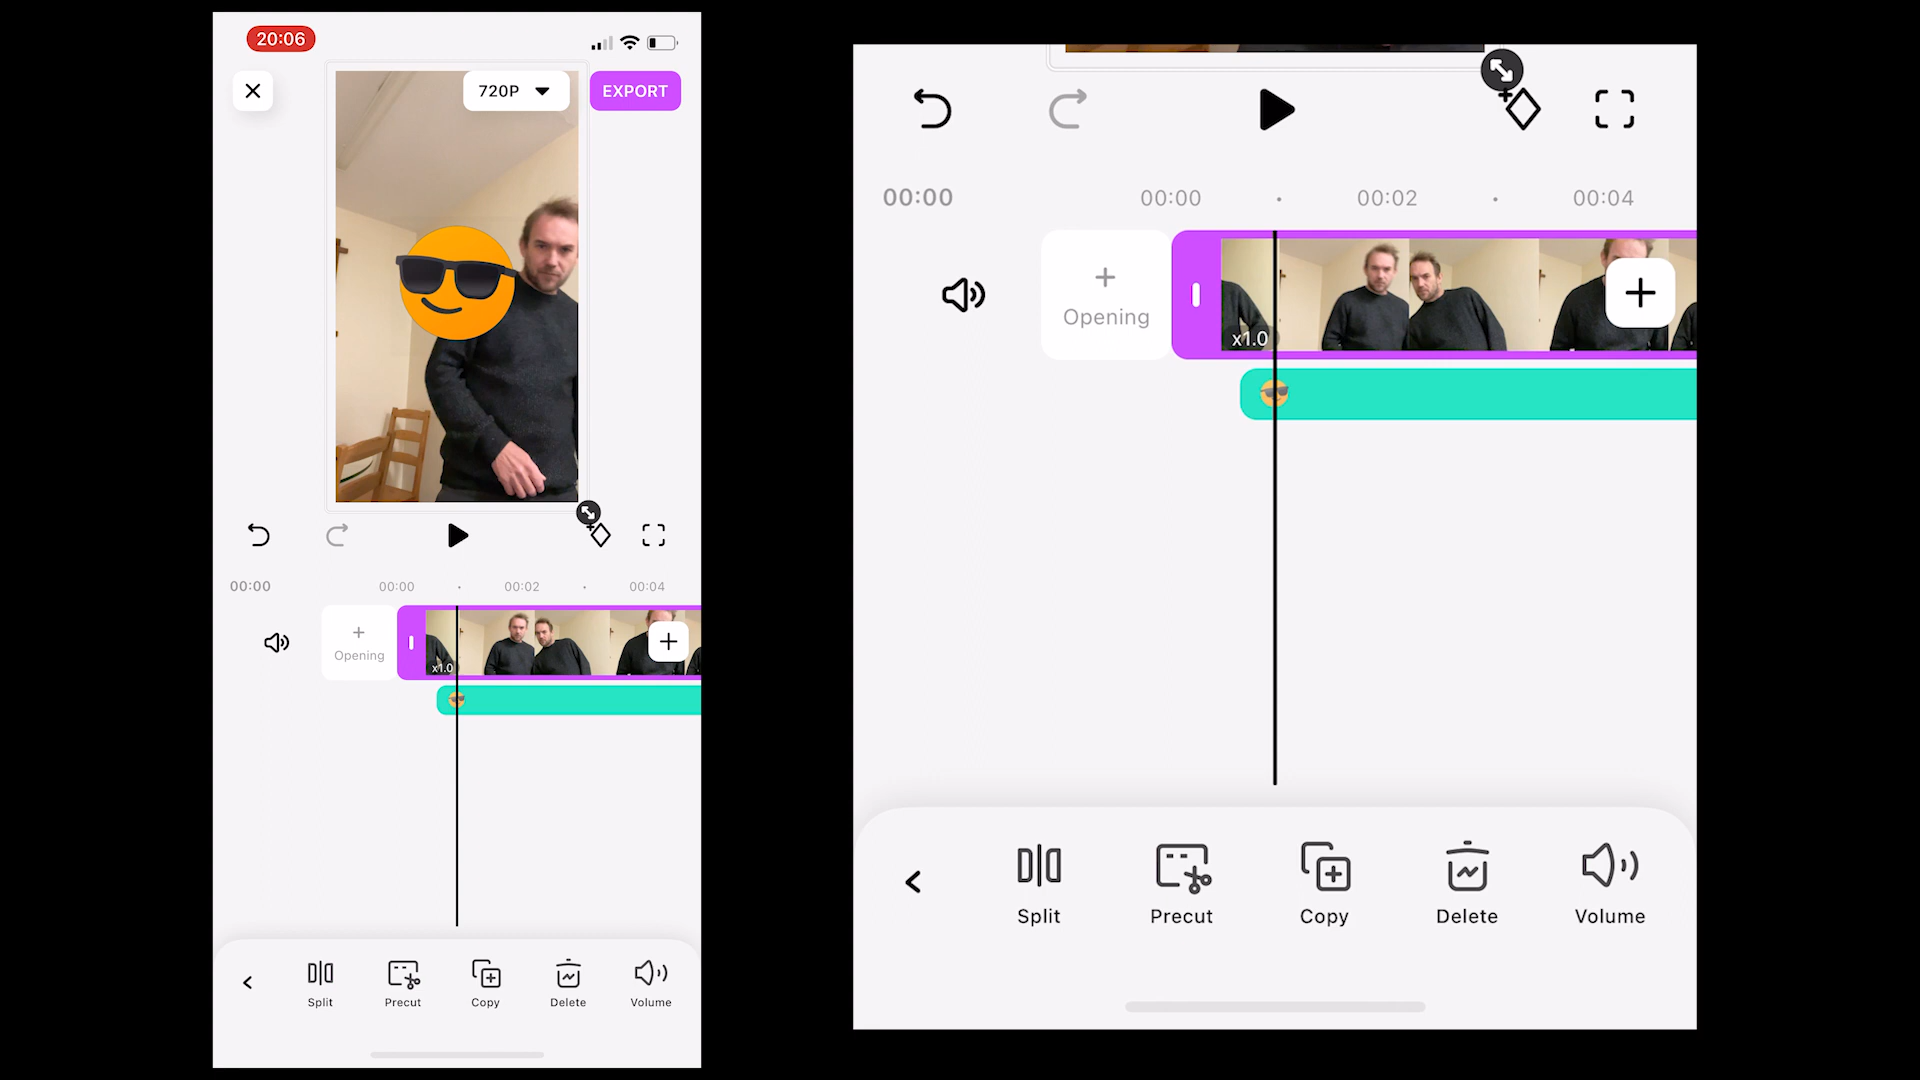 20:06
720P
EXPORT
00:00
00:00
00:02
00:04
+
Opening
x1.0
+
Split
Precut
Copy
Delete
Volume
00:00
00:00
00:02
00:04
+
Opening
x1.0
+
Split
Precut
Copy
Delete
Volume